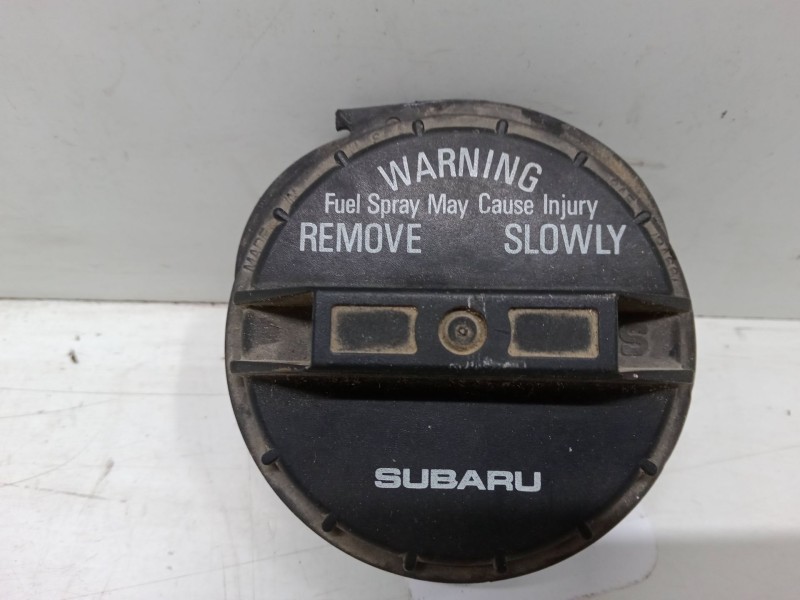 WARNING
Fuel Spray May Cause Injury
REMOVE SLOWLY
SUBARU